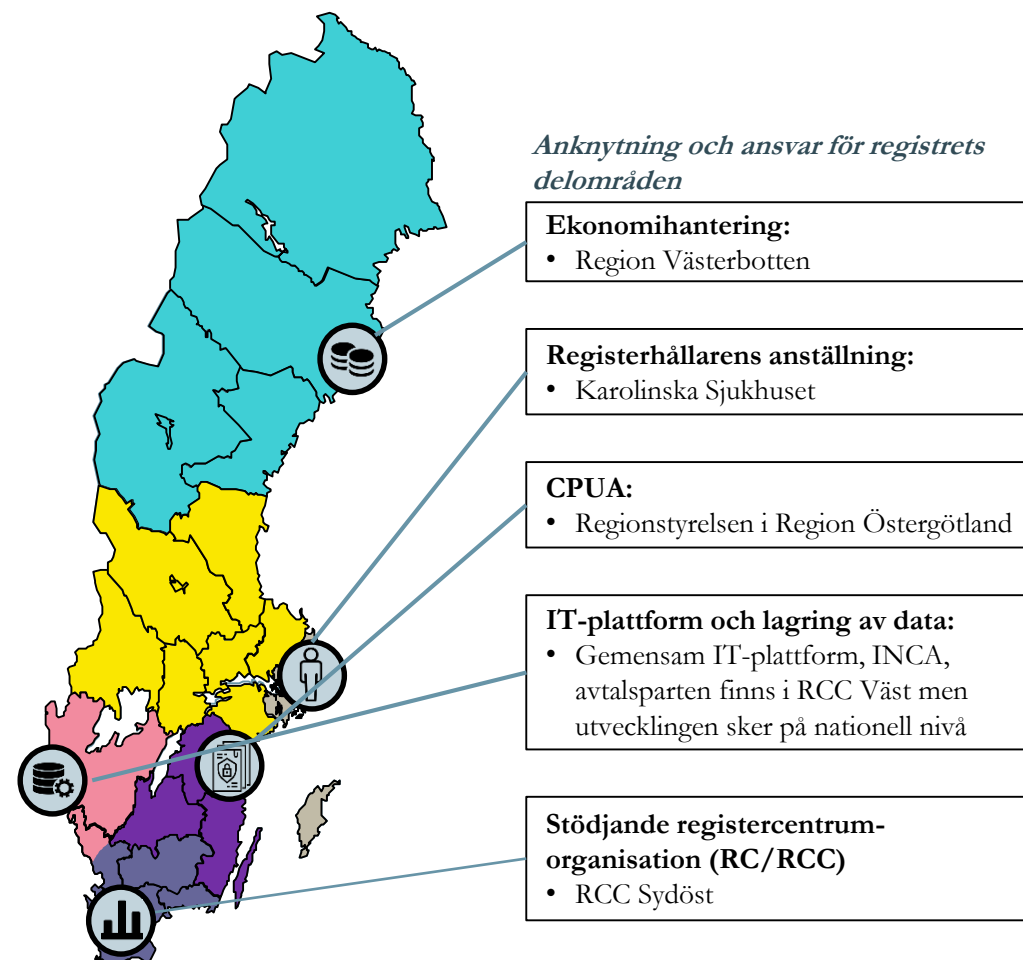 Anknytning och ansvar för registrets
delområden
Ekonomihantering:
• Region Västerbotten
Registerhållarens anställning:
• Karolinska Sjukhuset
CPUA:
• Regionstyrelsen i Region Östergötland
IT-plattform och lagring av data:
• Gemensam IT-plattform, INCA,
avtalsparten finns i RCC Väst men
utvecklingen sker på nationell nivå
Stödjande registercentrum-
organisation (RC/RCC)
• RCC Sydöst